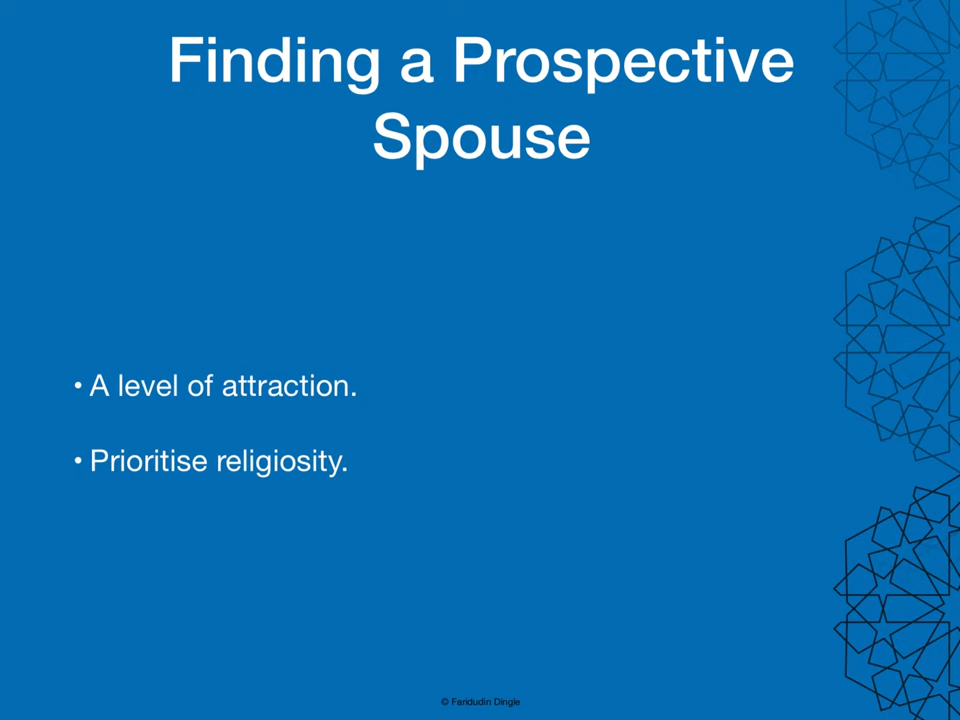 Finding a Prospective
Spouse
• A level of attraction.
• Prioritise religiosity.
© Faridudin Dingle